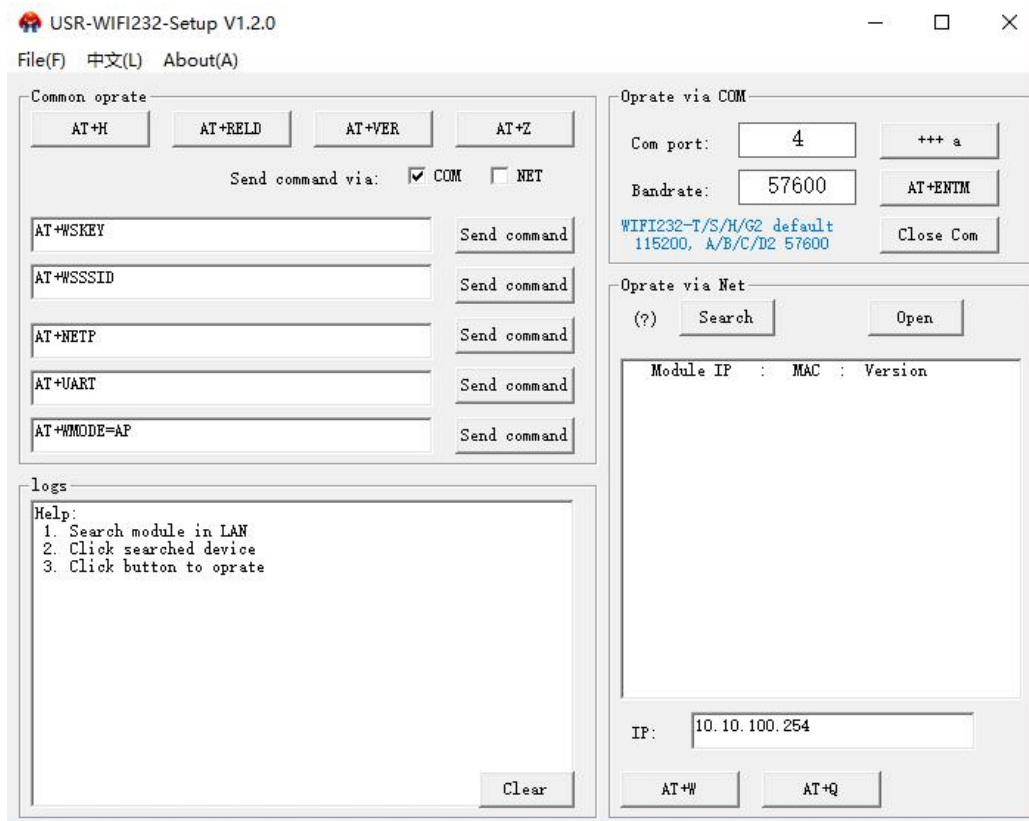 USR-WIFI232-Setup V1.2.0
File(F) 中文(L) About(A)
Common oprate
AT+H AT+RELD AT+VER AT+Z
Send command via: COM NET
AT+WSKEY Send command
AT+WSSSID Send command
AT+NETP Send command
AT+UART Send command
AT+WMODE=AP Send command
logs
Help:
1. Search module in LAN
2. Click searched device
3. Click button to oprate
Clear
Oprate via COM
Com port: 4 +++ a
Bandrate: 57600 AT+ENTM
WIFI232-T/S/H/G2 default
115200, A/B/C/D2 57600
Close Com
Oprate via Net
(?) Search Open
Module IP : MAC : Version
IP: 10.10.100.254
AT+W AT+Q